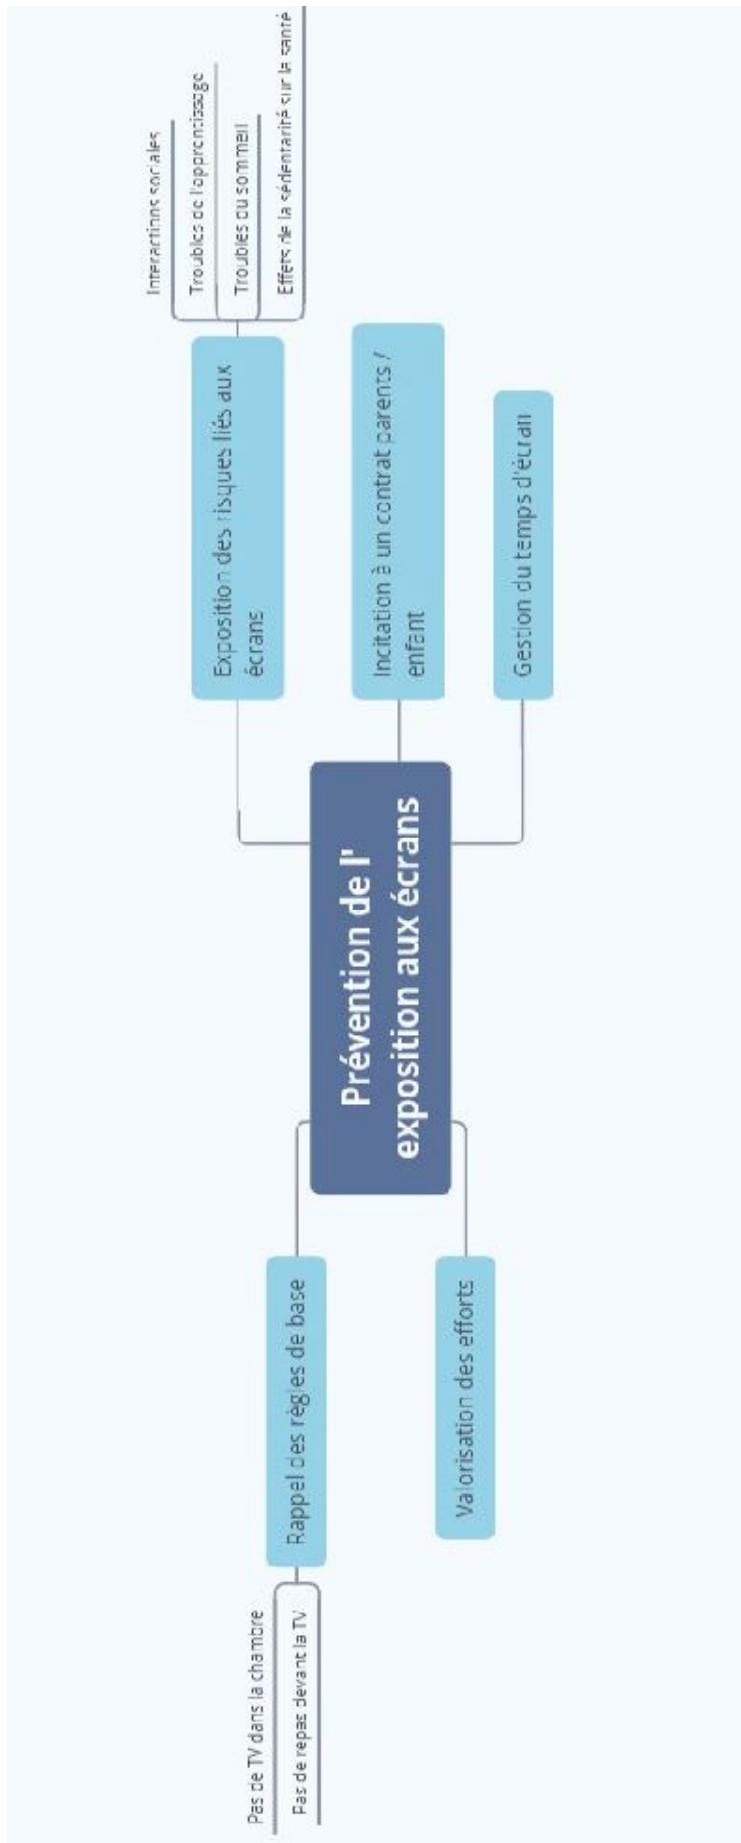 Prévention de l'
exposition aux écrans
Exposition des risques liés aux
écrans
Interactions sociales
Troubles de l'apprentissage
Troubles du sommeil
Effets de la sédentarité sur la santé
Incitation à un contrat parents /
enfant
Gestion du temps d'écran
Rappel des règles de base
Pas de TV dans la chambre
Pas de repas devant la TV
Valorisation des efforts